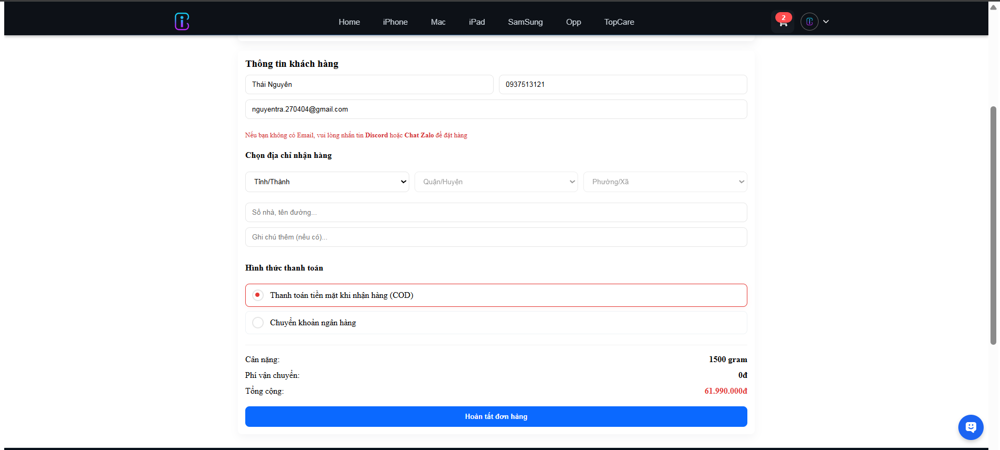 Home iPhone Mac iPad SamSung Opp TopCare 2
Thông tin khách hàng
Thái Nguyên 0937513121
nguyentra.270404@gmail.com
Nếu bạn không có Email, vui lòng nhắn tin Discord hoặc Chat Zalo để đặt hàng
Chọn địa chỉ nhận hàng
Tỉnh/Thành Quận/Huyện Phường/Xã
Số nhà, tên đường...
Ghi chú thêm (nếu có)...
Hình thức thanh toán
Thanh toán tiền mặt khi nhận hàng (COD)
Chuyển khoản ngân hàng
Cân nặng: 1500 gram
Phí vận chuyển: 0đ
Tổng cộng: 61.990.000đ
Hoàn tất đơn hàng